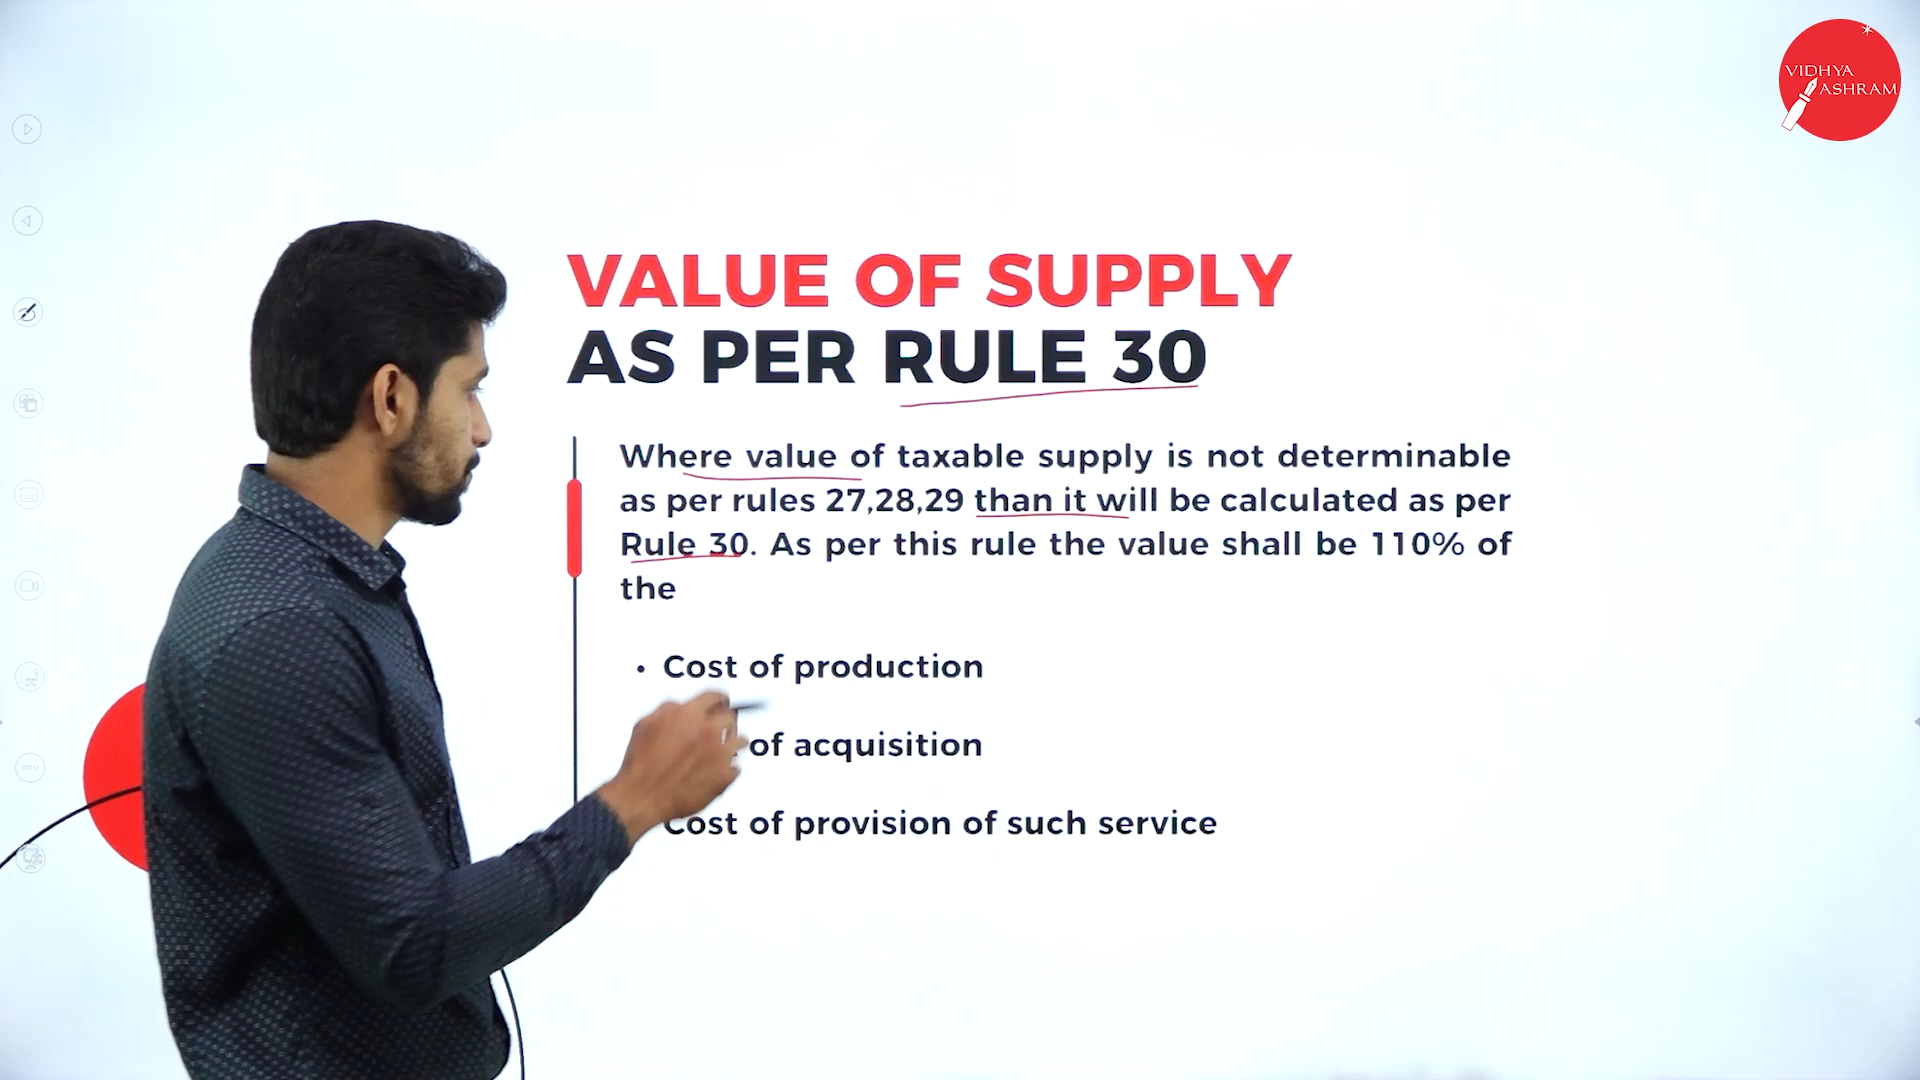 VIDHYA
ASHRAM
VALUE OF SUPPLY
AS PER RULE 30
Where value of taxable supply is not determinable
as per rules 27,28,29 than it will be calculated as per
Rule 30. As per this rule the value shall be 110% of
the
• Cost of production
of acquisition
Cost of provision of such service